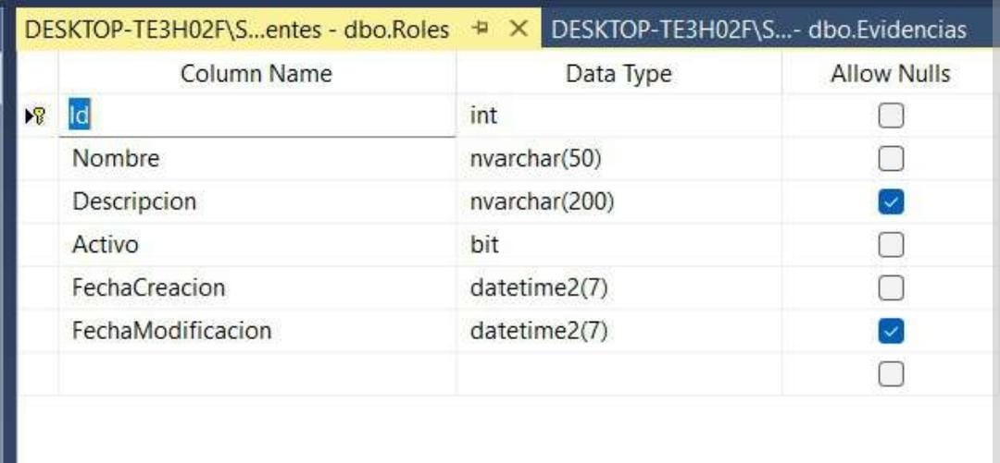 DESKTOP-TE3H02F\S...entes - dbo.Roles DESKTOP-TE3H02F\S...- dbo.Evidencias
Column Name Data Type Allow Nulls
Id int
Nombre nvarchar(50)
Descripcion nvarchar(200)
Activo bit
FechaCreacion datetime2(7)
FechaModificacion datetime2(7)